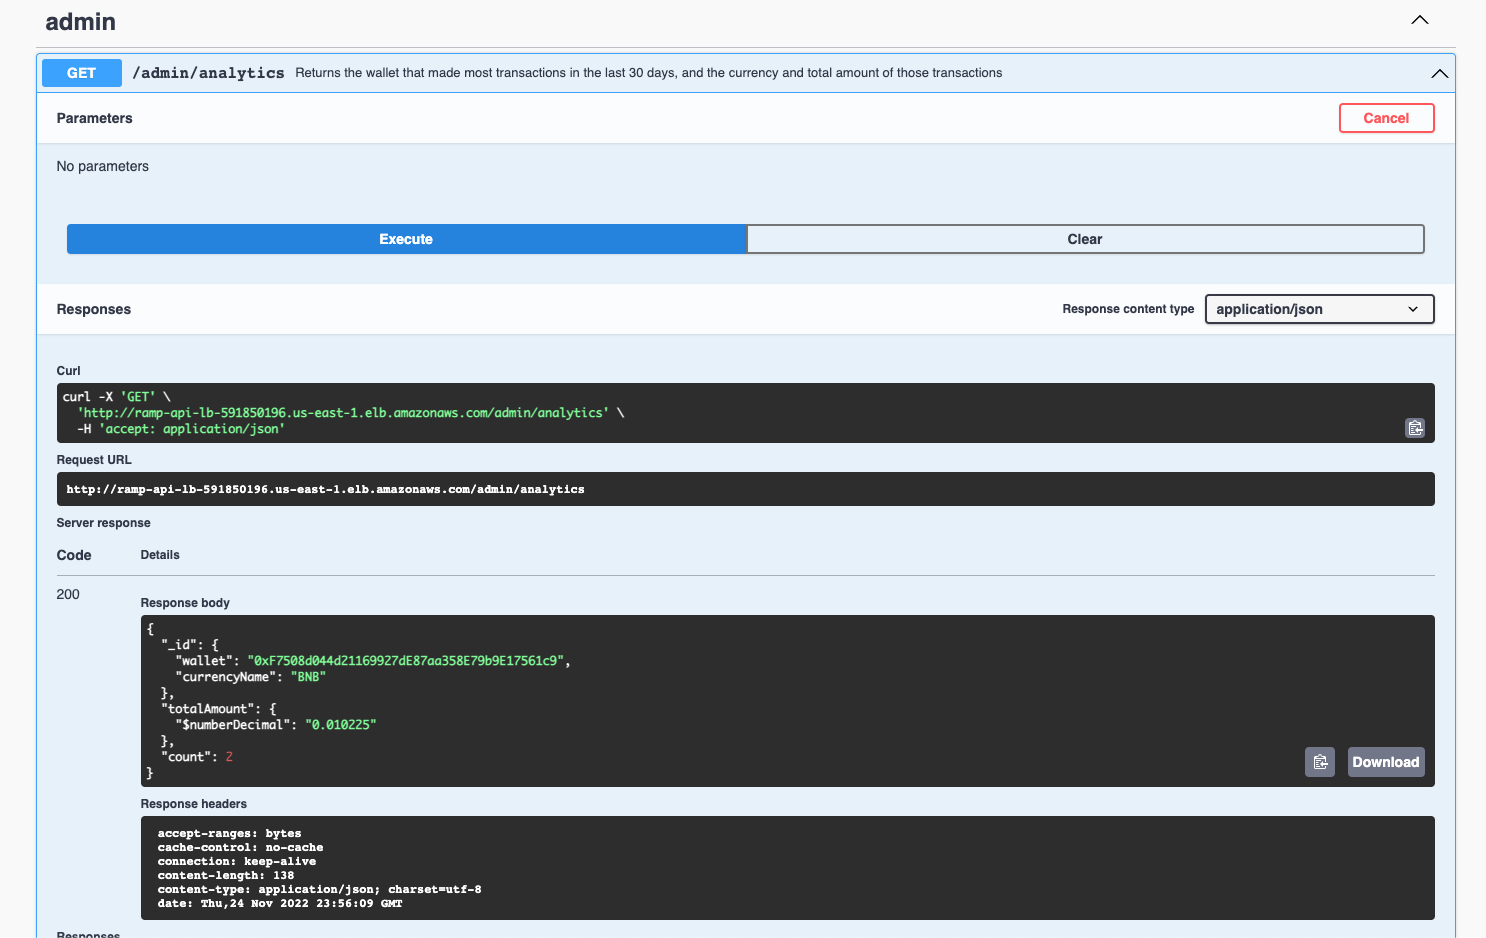 admin
GET /admin/analytics Returns the wallet that made most transactions in the last 30 days, and the currency and total amount of those transactions
Parameters
Cancel
No parameters
Execute
Clear
Responses
Response content type
application/json
Curl
curl -X 'GET' \
'http://ramp-api-lb-591850196.us-east-1.elb.amazonaws.com/admin/analytics' \
-H 'accept: application/json'
Request URL
http://ramp-api-lb-591850196.us-east-1.elb.amazonaws.com/admin/analytics
Server response
Code
Details
200
Response body
{
"_id": {
"wallet": "0xF7508d044d21169927dE87aa358E79b9E17561c9",
"currencyName": "BNB"
},
"totalAmount": {
"$numberDecimal": "0.010225"
},
"count": 2
}
Download
Response headers
accept-ranges: bytes
cache-control: no-cache
connection: keep-alive
content-length: 138
content-type: application/json; charset=utf-8
date: Thu,24 Nov 2022 23:56:09 GMT
Responses